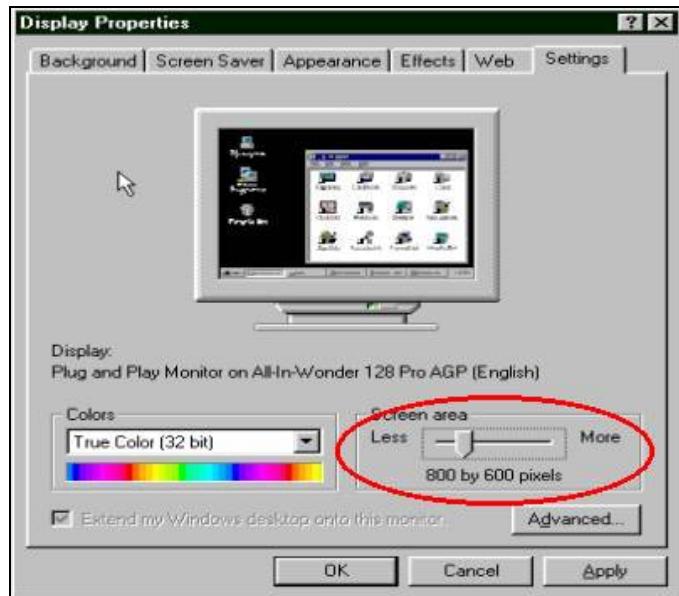 Display Properties
Background Screen Saver Appearance Effects Web Settings
Display:
Plug and Play Monitor on All-In-Wonder 128 Pro AGP (English)
Colors
True Color (32 bit)
Screen area
Less More
800 by 600 pixels
Extend my Windows desktop onto this monitor.
Advanced...
OK Cancel Apply